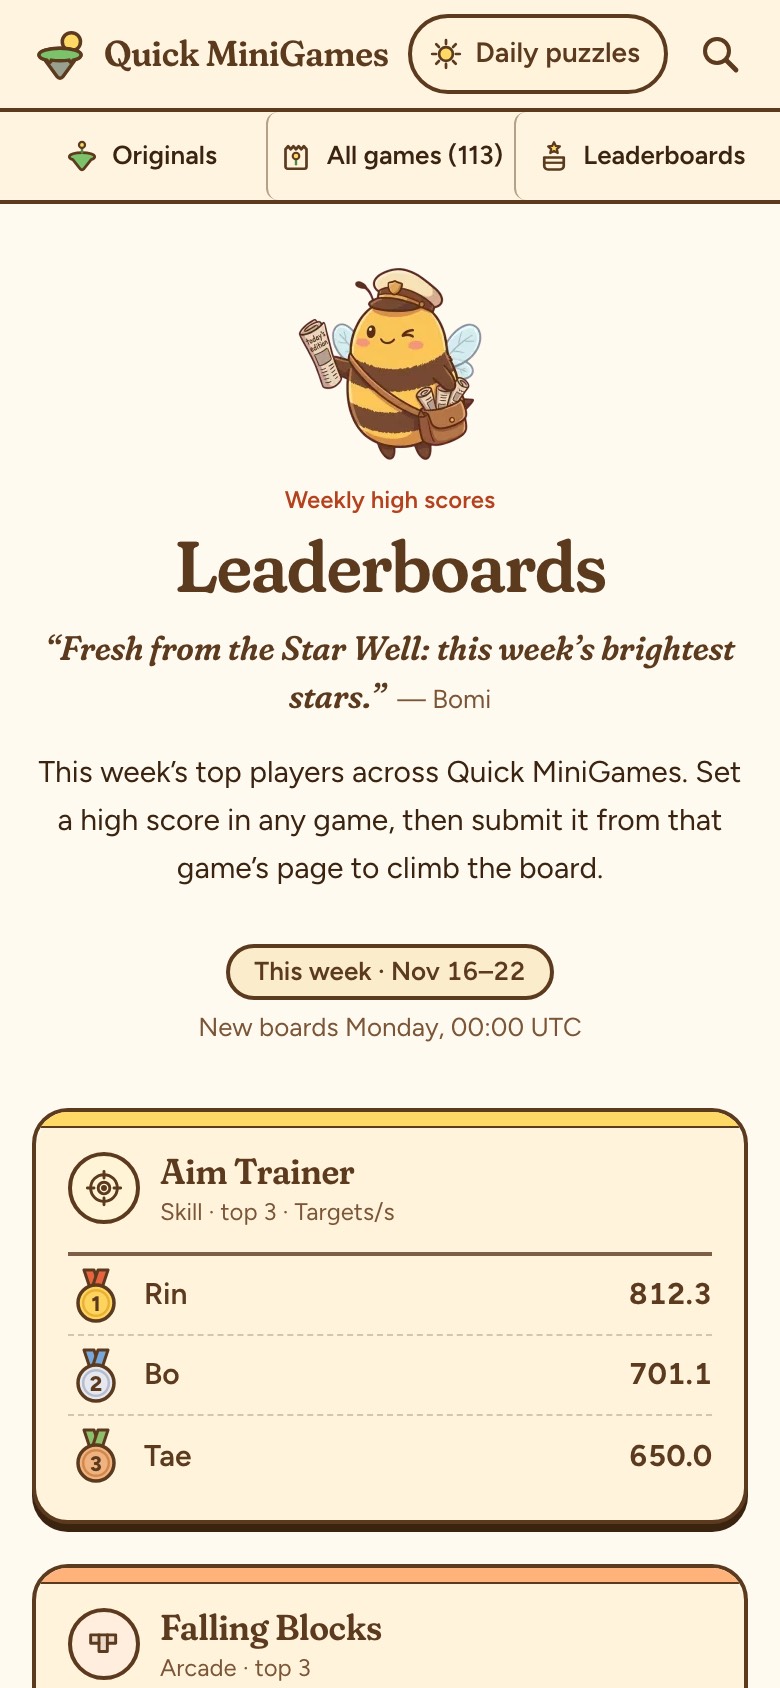 Quick MiniGames
Daily puzzles
Originals
All games (113)
Leaderboards
today's
edition
Weekly high scores
Leaderboards
“Fresh from the Star Well: this week’s brightest
stars.” — Bomi
This week’s top players across Quick MiniGames. Set
a high score in any game, then submit it from that
game’s page to climb the board.
This week · Nov 16–22
New boards Monday, 00:00 UTC
Aim Trainer
Skill · top 3 · Targets/s
1 Rin 812.3
2 Bo 701.1
3 Tae 650.0
Falling Blocks
Arcade · top 3